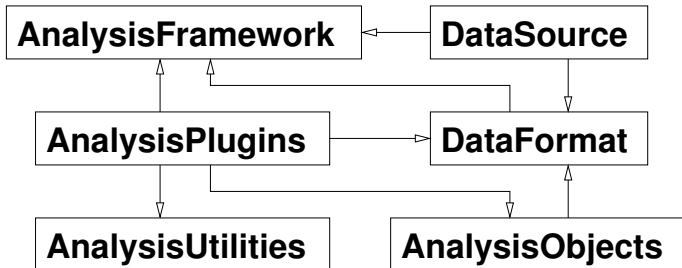 AnalysisFramework
DataSource
AnalysisPlugins
DataFormat
AnalysisUtilities
AnalysisObjects